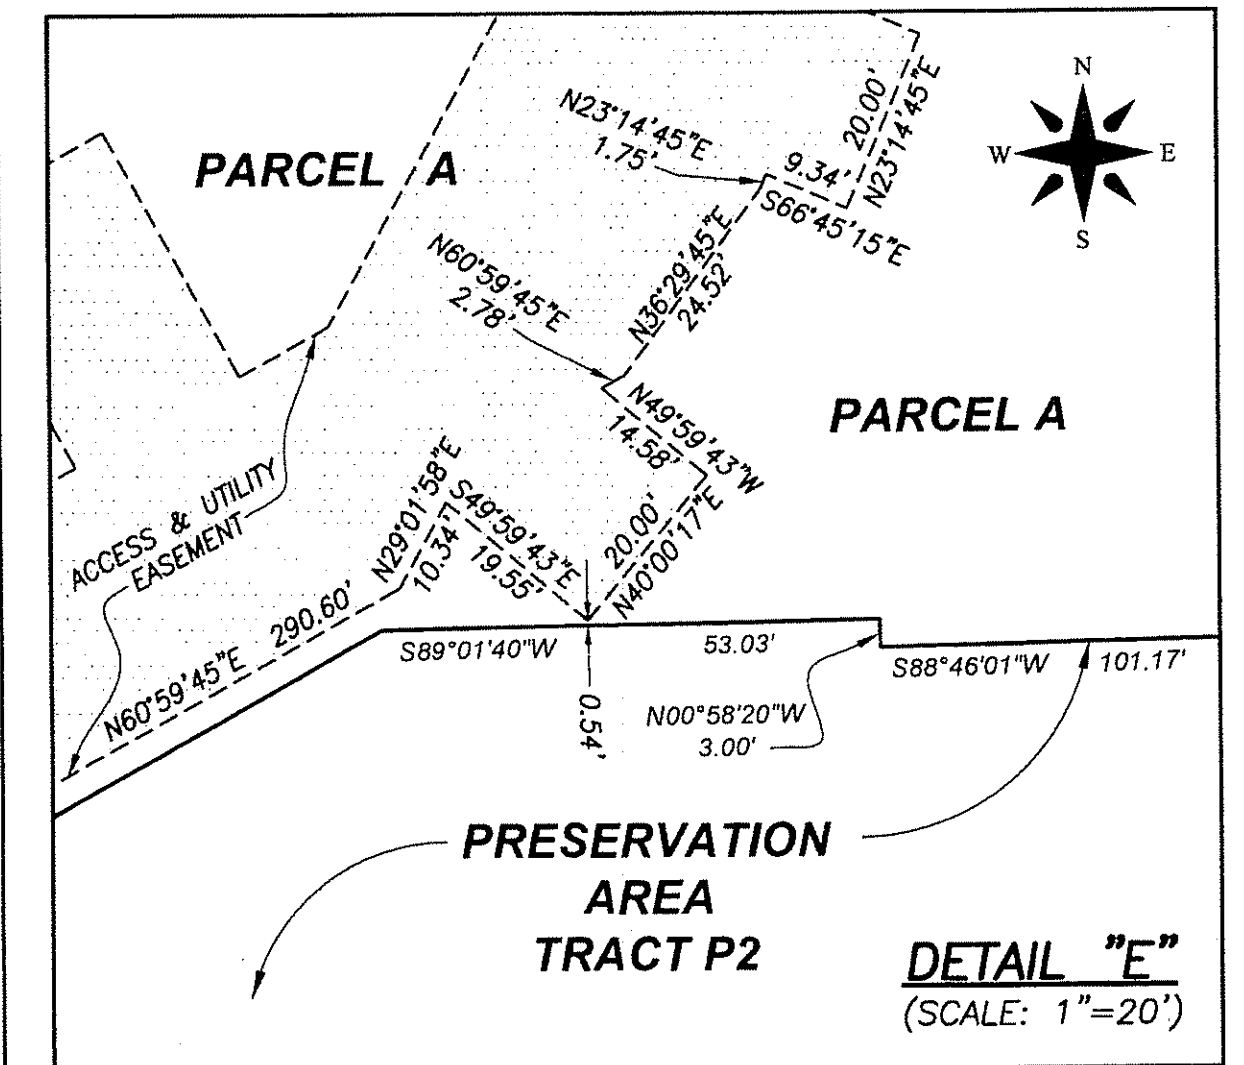 N
W E
S
PARCEL A
N23°14'45"E
1.75'
20.00'
N23°14'45"E
9.34'
S66°45'15"E
N60°59'45"E
2.78'
N36°29'45"E
24.52'
N49°59'43"W
14.58'
PARCEL A
ACCESS & UTILITY
EASEMENT
N29°01'58"E
10.34'
S49°59'43"E
19.55'
20.00'
N40°00'17"E
N60°59'45"E 290.60'
S89°01'40"W 53.03'
S88°46'01"W 101.17'
0.54'
N00°58'20"W
3.00'
PRESERVATION
AREA
TRACT P2
DETAIL "E"
(SCALE: 1"=20')